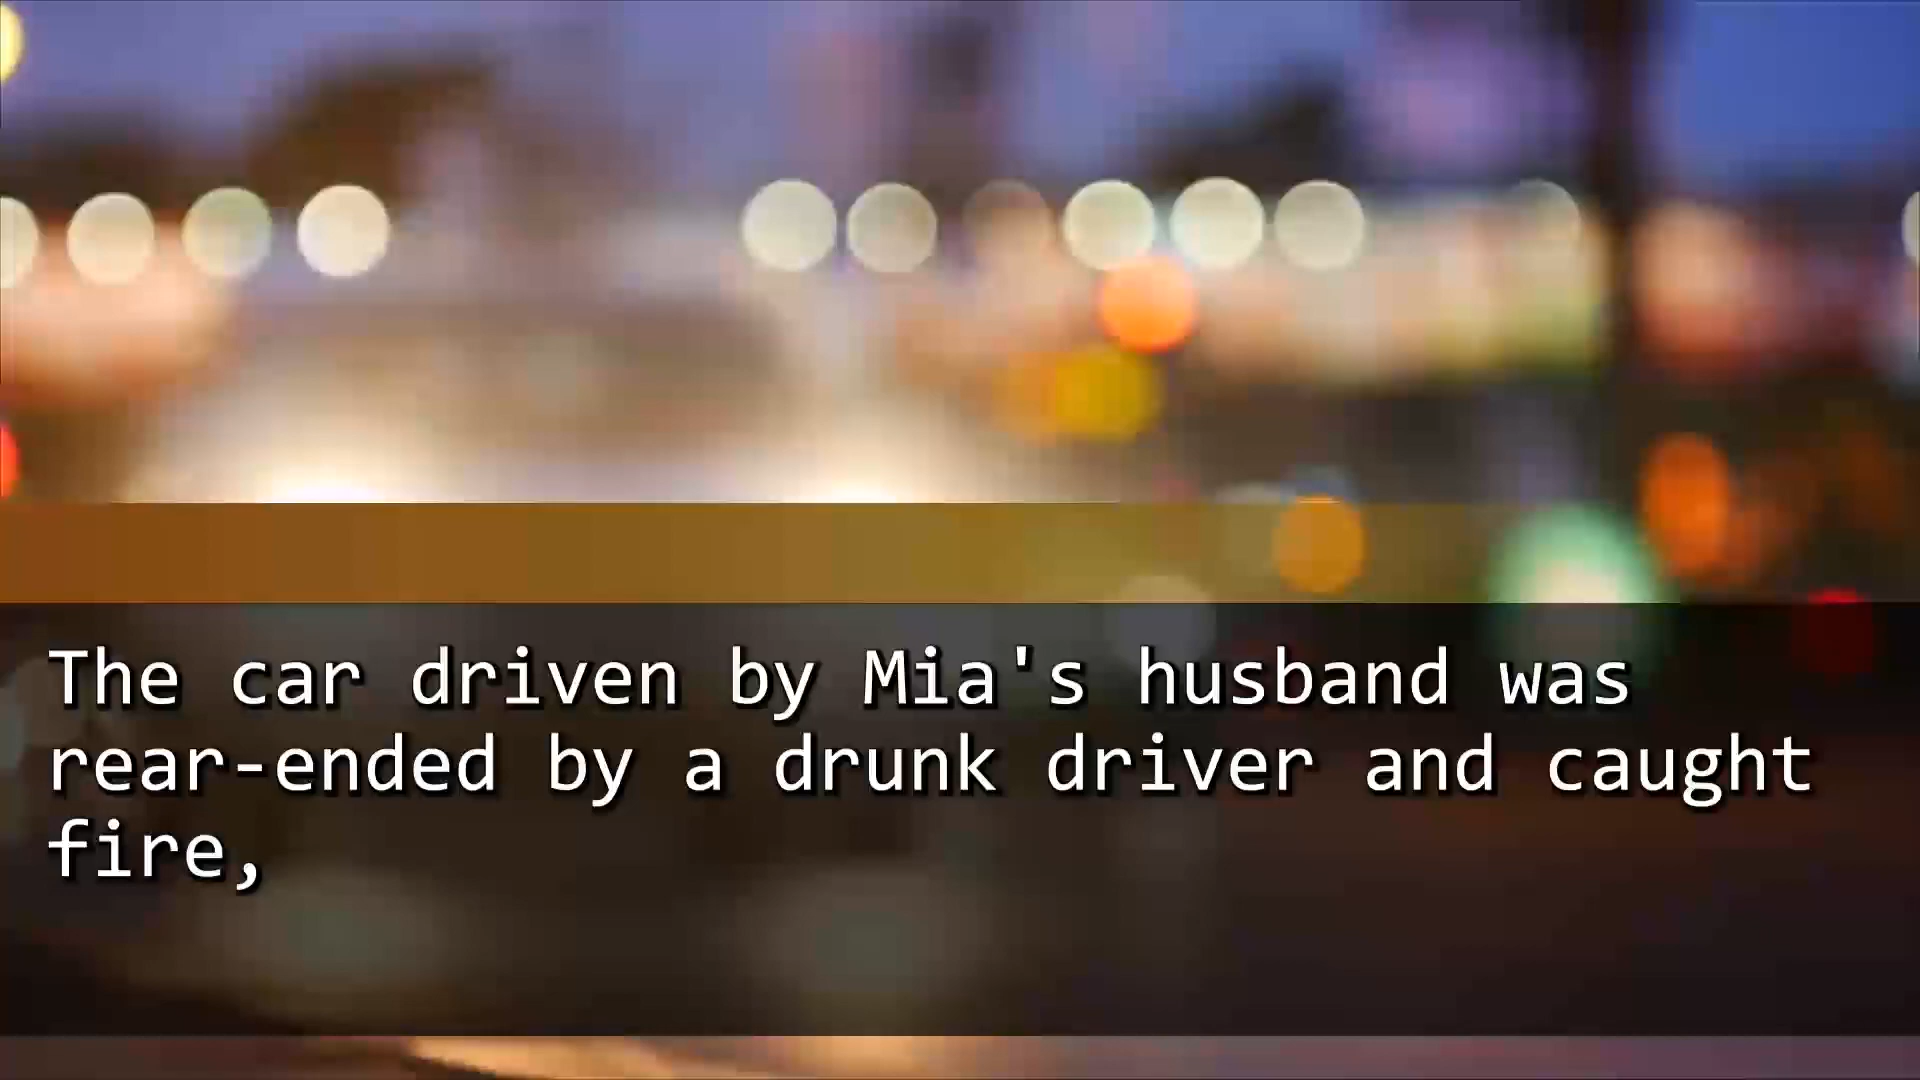 The car driven by Mia's husband was
rear-ended by a drunk driver and caught
fire,